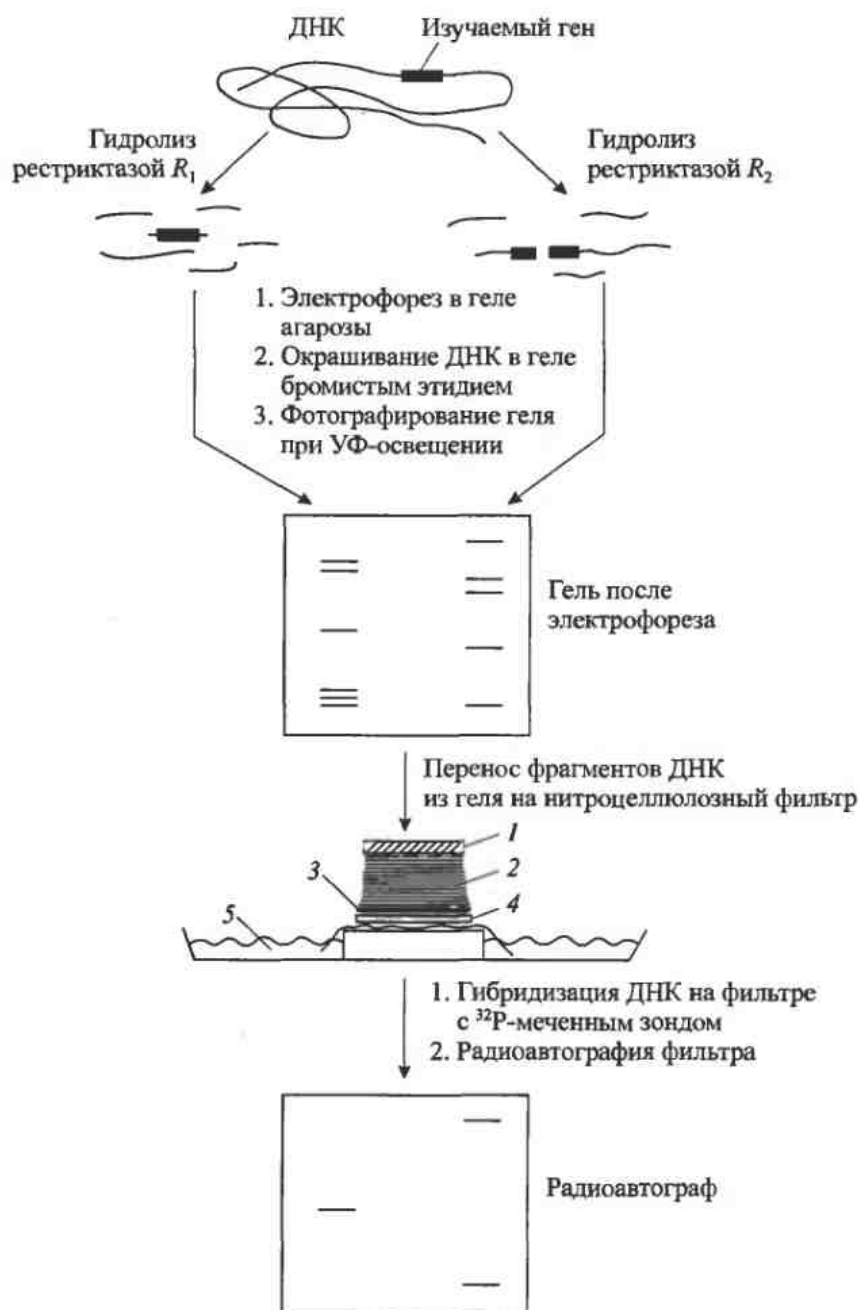 ДНК
Изучаемый ген
Гидролиз
рестриктазой R₁
Гидролиз
рестриктазой R₂
1. Электрофорез в геле
агарозы
2. Окрашивание ДНК в геле
бромистым этидием
3. Фотографирование геля
при УФ-освещении
Гель после
электрофореза
Перенос фрагментов ДНК
из геля на нитроцеллюлозный фильтр
1
2
3
4
5
1. Гибридизация ДНК на фильтре
с ³²P-меченным зондом
2. Радиоавтография фильтра
Радиоавтограф